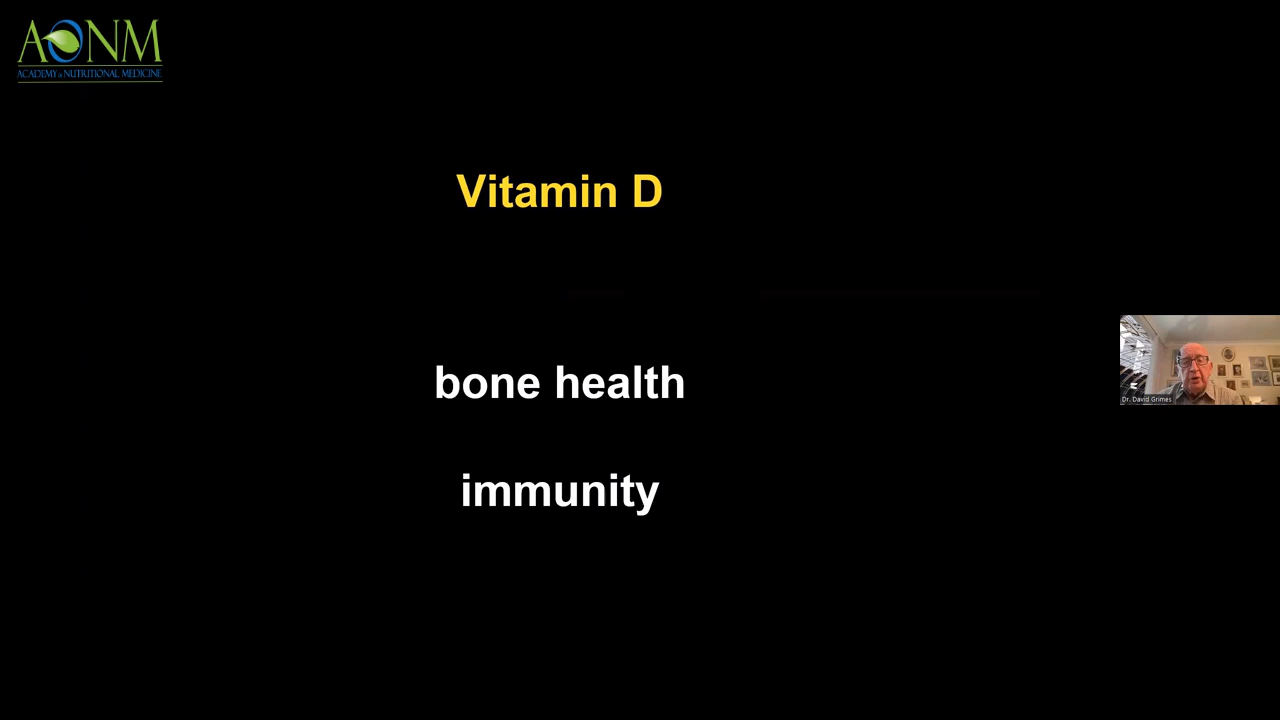 AONM
ACADEMY of NUTRITIONAL MEDICINE
Vitamin D
bone health
immunity
Dr. David Grimes